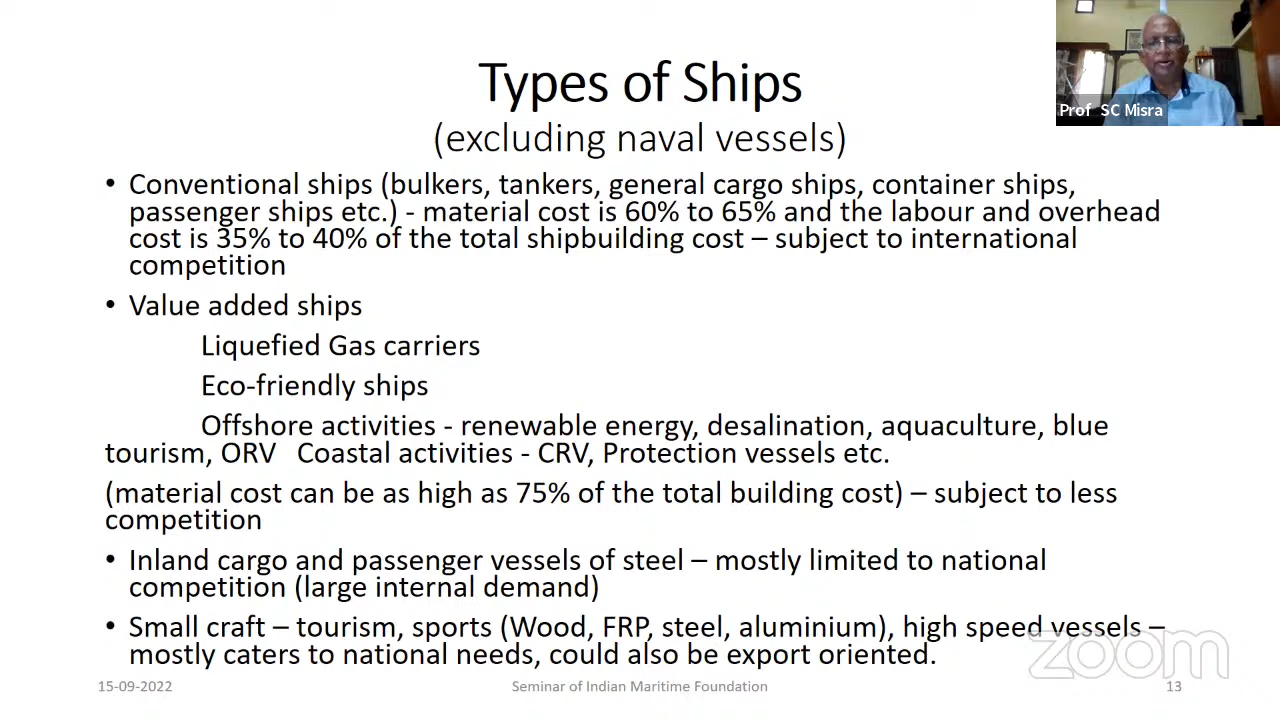 Types of Ships
(excluding naval vessels)
Prof SC Misra
• Conventional ships (bulkers, tankers, general cargo ships, container ships,
passenger ships etc.) - material cost is 60% to 65% and the labour and overhead
cost is 35% to 40% of the total shipbuilding cost – subject to international
competition
• Value added ships
Liquefied Gas carriers
Eco-friendly ships
Offshore activities - renewable energy, desalination, aquaculture, blue
tourism, ORV Coastal activities - CRV, Protection vessels etc.
(material cost can be as high as 75% of the total building cost) – subject to less
competition
• Inland cargo and passenger vessels of steel – mostly limited to national
competition (large internal demand)
• Small craft – tourism, sports (Wood, FRP, steel, aluminium), high speed vessels –
mostly caters to national needs, could also be export oriented.
zoom
15-09-2022
Seminar of Indian Maritime Foundation
13